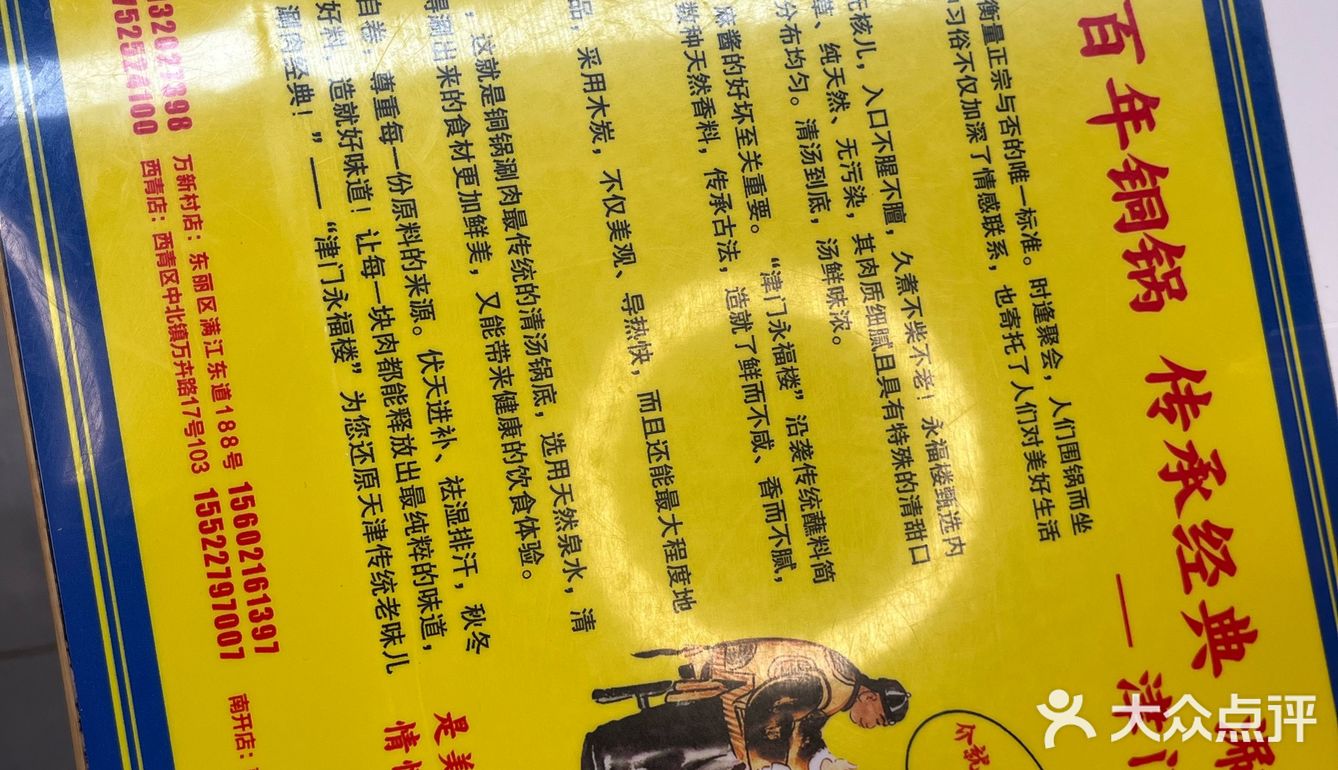 百年铜锅 传承经典
——津门
衡量正宗与否的唯一标准。时逢聚会，人们围锅而坐
习俗不仅加深了情感联系，也寄托了人们对美好生活
无核儿，入口不腥不膻，久煮不柴不老！永福楼甄选内
纯天然、无污染，其肉质细腻且具有特殊的清甜口
分布均匀。清汤到底，汤鲜味浓。
麻酱的好坏至关重要。“津门永福楼”沿袭传统蘸料简
数种天然香料，传承古法，造就了鲜而不咸、香而不腻，
品，采用木炭，不仅美观、导热快，而且还能最大程度地
，这就是铜锅涮肉最传统的清汤锅底，选用天然泉水，清
得涮出来的食材更加鲜美，又能带来健康的饮食体验。
自卷，尊重每一份原料的来源。伏天进补、祛湿排汗，秋冬
好料，造就好味道！让每一块肉都能释放出最纯粹的味道，
涮肉经典！”——“津门永福楼”为您还原天津传统老味儿
是美
情怀
132027398 万新村店：东丽区满江东道188号 15602161397
7525724100 西青店：西青区中北镇万卉路17号103 15522797007
南开店：
介就
大众点评